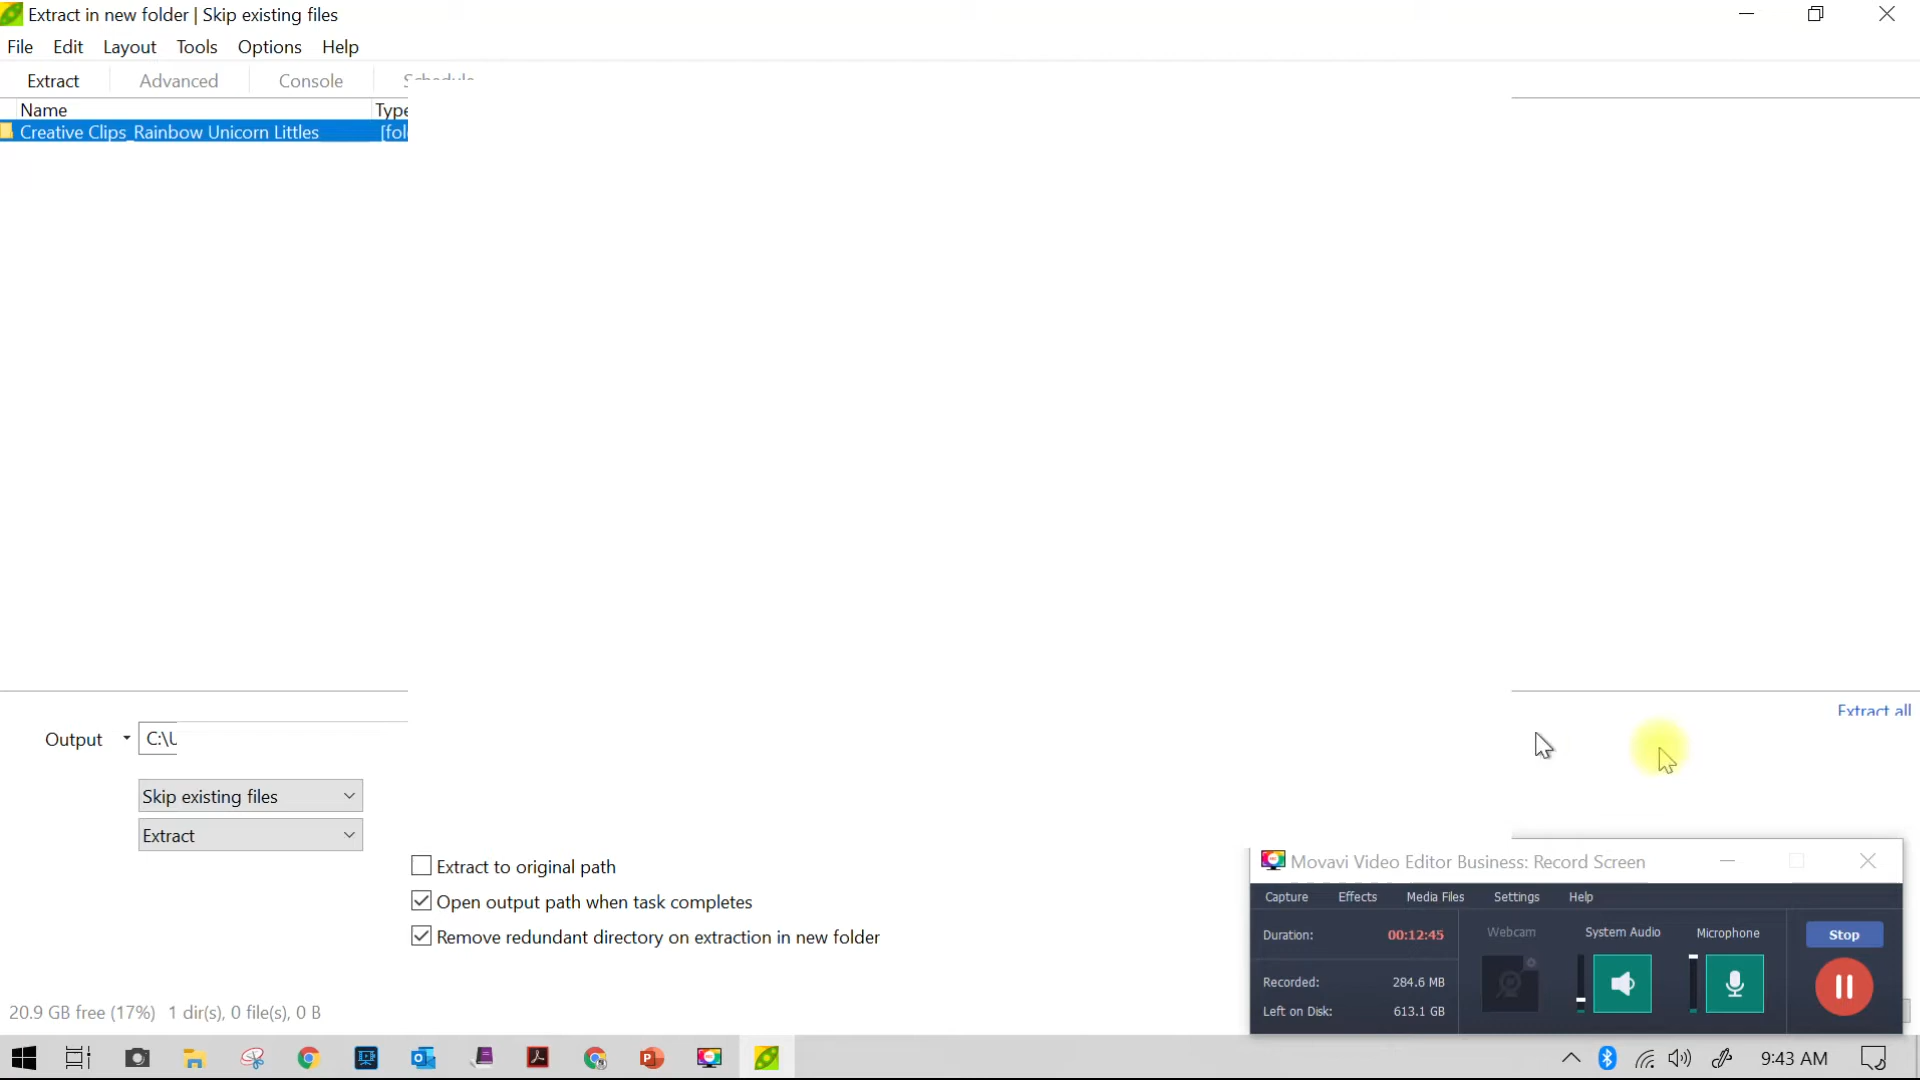 Extract in new folder | Skip existing files
File Edit Layout Tools Options Help
Extract Advanced Console Schedule
Name Type
Creative Clips_Rainbow Unicorn Littles [fol
Extract all
Output C:\U
Skip existing files
Extract
Extract to original path
Open output path when task completes
Remove redundant directory on extraction in new folder
20.9 GB free (17%) 1 dir(s), 0 file(s), 0 B
Movavi Video Editor Business: Record Screen
Capture Effects Media Files Settings Help
Duration: 00:12:45 Webcam System Audio Microphone Stop
Recorded: 284.6 MB
Left on Disk: 613.1 GB
9:43 AM